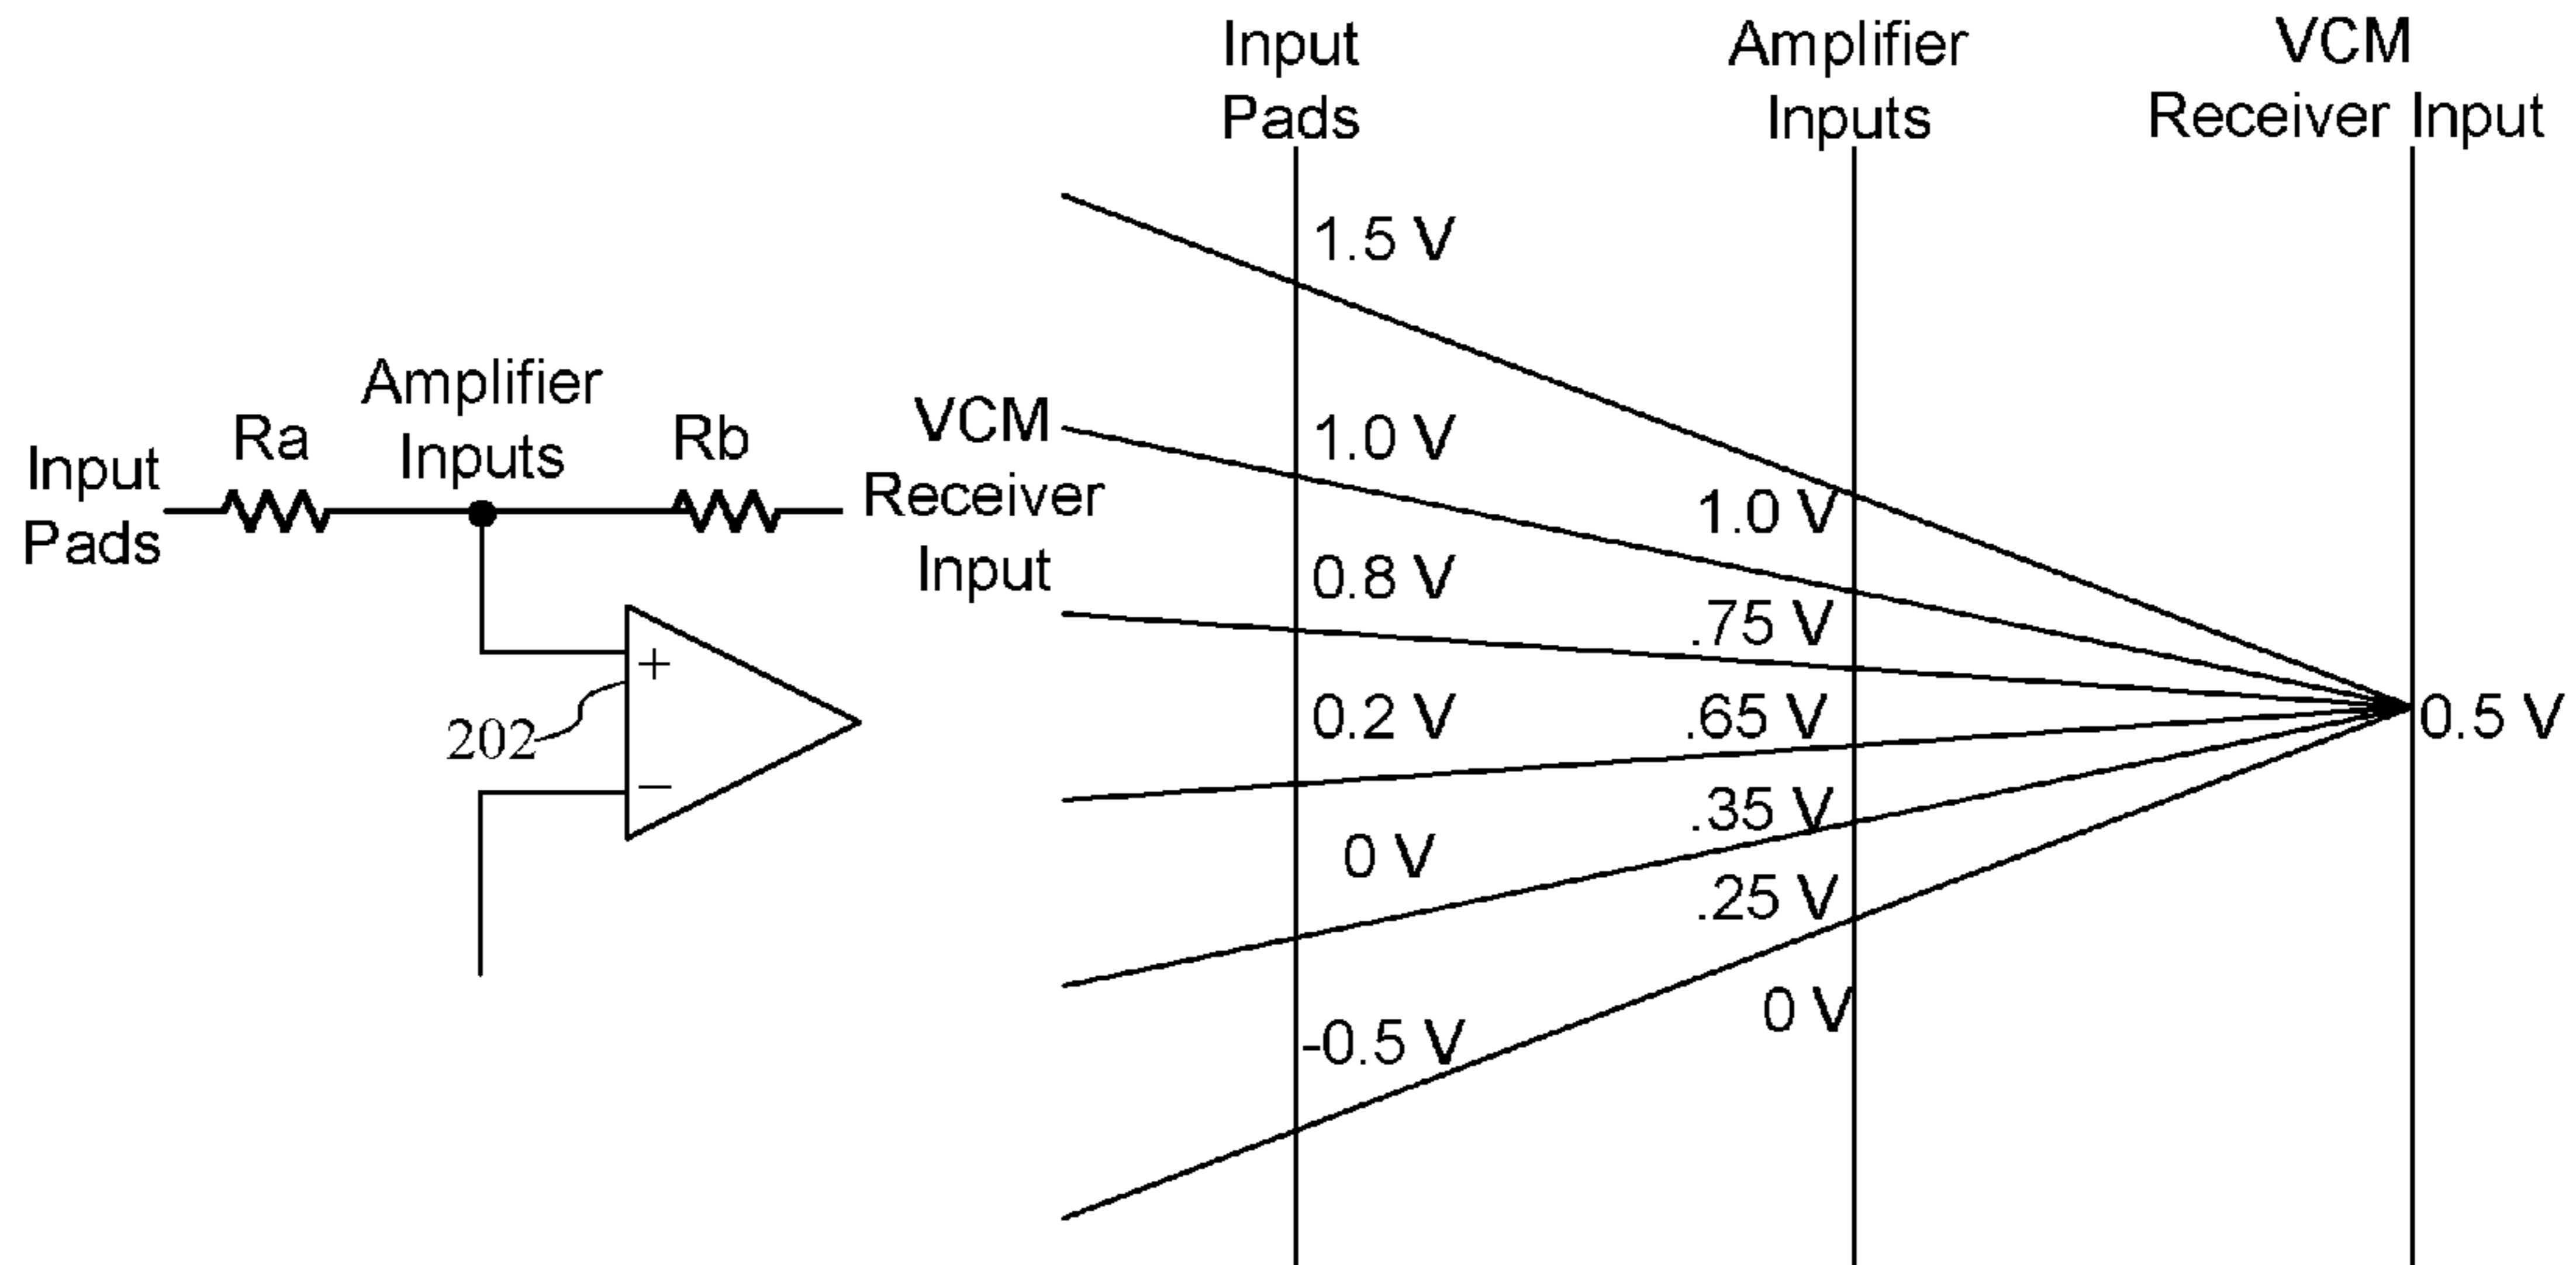 Input
Pads
Ra
Amplifier
Inputs
Rb
VCM
Receiver
Input
+
−
202
Input
Pads
Amplifier
Inputs
VCM
Receiver Input
1.5 V
1.0 V
0.8 V
0.2 V
0 V
-0.5 V
1.0 V
.75 V
.65 V
.35 V
.25 V
0 V
0.5 V